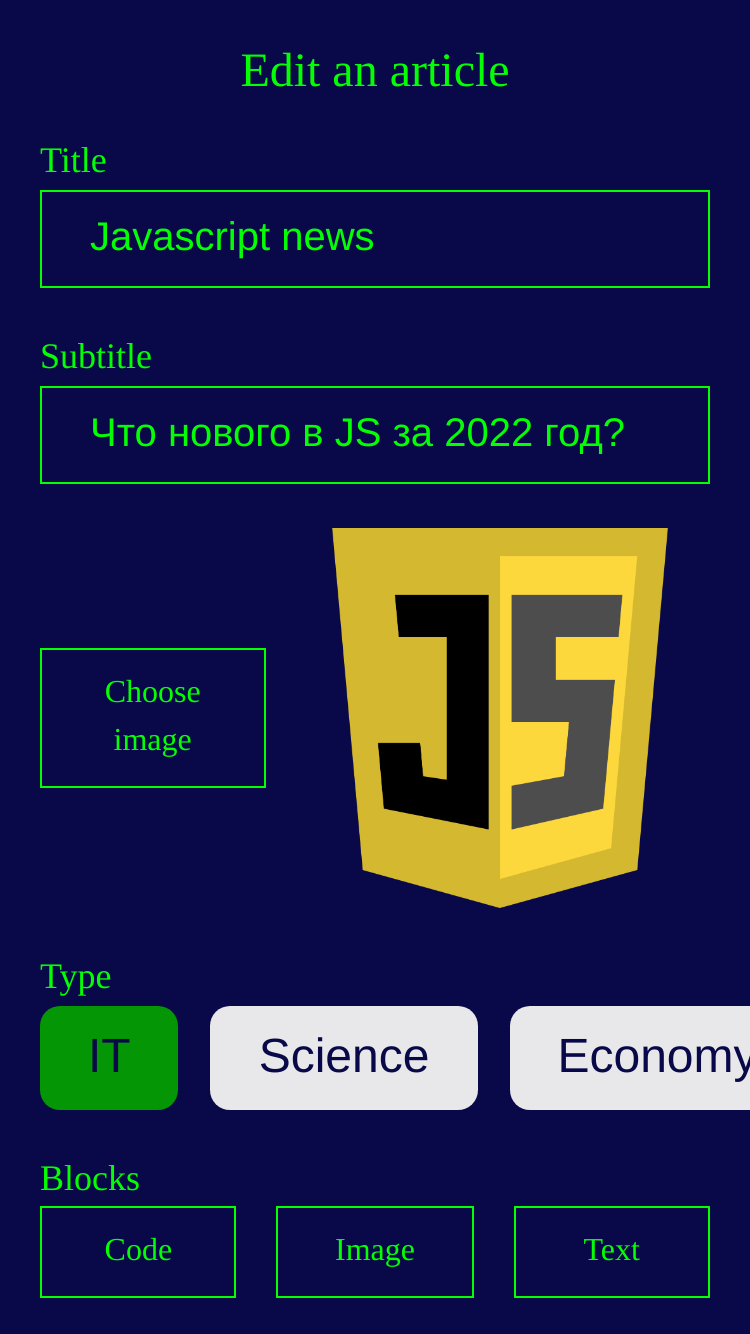 Edit an article
Title
Javascript news
Subtitle
Что нового в JS за 2022 год?
JS
Choose
image
Type
IT Science Economy
Blocks
Code Image Text